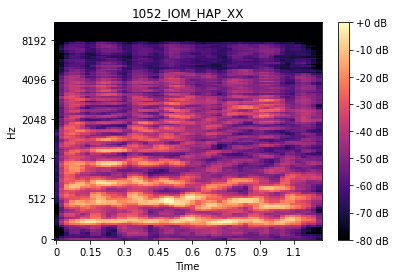 1052_IOM_HAP_XX
+0 dB
8192
-10 dB
4096
-20 dB
-30 dB
Hz
2048
-40 dB
1024
-50 dB
512
-60 dB
-70 dB
0
-80 dB
0 0.15 0.3 0.45 0.6 0.75 0.9 1.1
Time